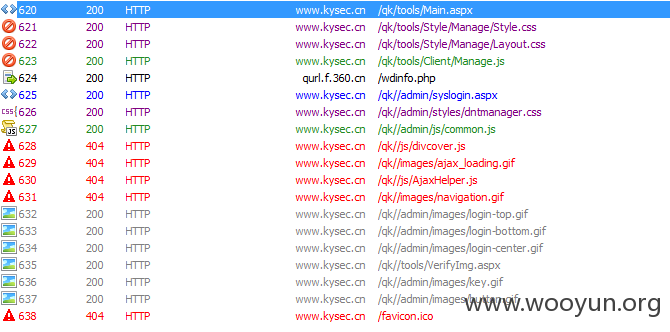 620 200 HTTP www.kysec.cn /qk/tools/Main.aspx
621 200 HTTP www.kysec.cn /qk/tools/Style/Manage/Style.css
622 200 HTTP www.kysec.cn /qk/tools/Style/Manage/Layout.css
623 200 HTTP www.kysec.cn /qk/tools/Client/Manage.js
624 200 HTTP qurl.f.360.cn /wdinfo.php
625 200 HTTP www.kysec.cn /qk//admin/syslogin.aspx
css 626 200 HTTP www.kysec.cn /qk//admin/styles/dntmanager.css
JS 627 200 HTTP www.kysec.cn /qk//admin/js/common.js
628 404 HTTP www.kysec.cn /qk//js/divcover.js
629 404 HTTP www.kysec.cn /qk//images/ajax_loading.gif
630 404 HTTP www.kysec.cn /qk//js/AjaxHelper.js
631 404 HTTP www.kysec.cn /qk//images/navigation.gif
632 200 HTTP www.kysec.cn /qk//admin/images/login-top.gif
633 200 HTTP www.kysec.cn /qk//admin/images/login-bottom.gif
634 200 HTTP www.kysec.cn /qk//admin/images/login-center.gif
635 200 HTTP www.kysec.cn /qk//tools/VerifyImg.aspx
636 200 HTTP www.kysec.cn /qk//admin/images/key.gif
637 200 HTTP www.kysec.cn /qk//admin/images/button.gif
638 404 HTTP www.kysec.cn /favicon.ico
www.wooyun.org